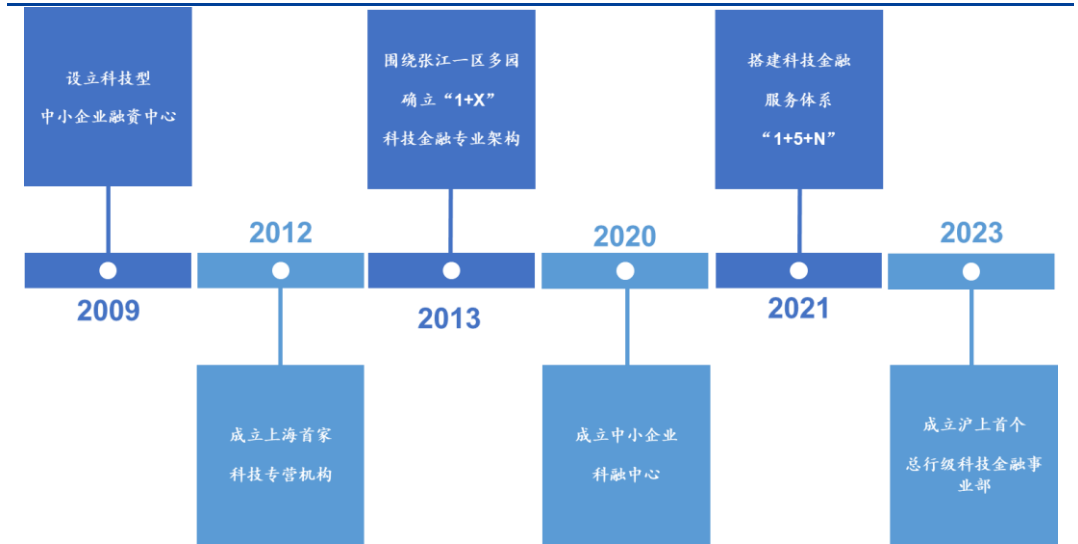 设立科技型
中小企业融资中心
2009
2012
成立上海首家
科技专营机构
围绕张江一区多园
确立“1+X”
科技金融专业架构
2013
2020
成立中小企业
科融中心
搭建科技金融
服务体系
“1+5+N”
2021
2023
成立沪上首个
总行级科技金融事
业部